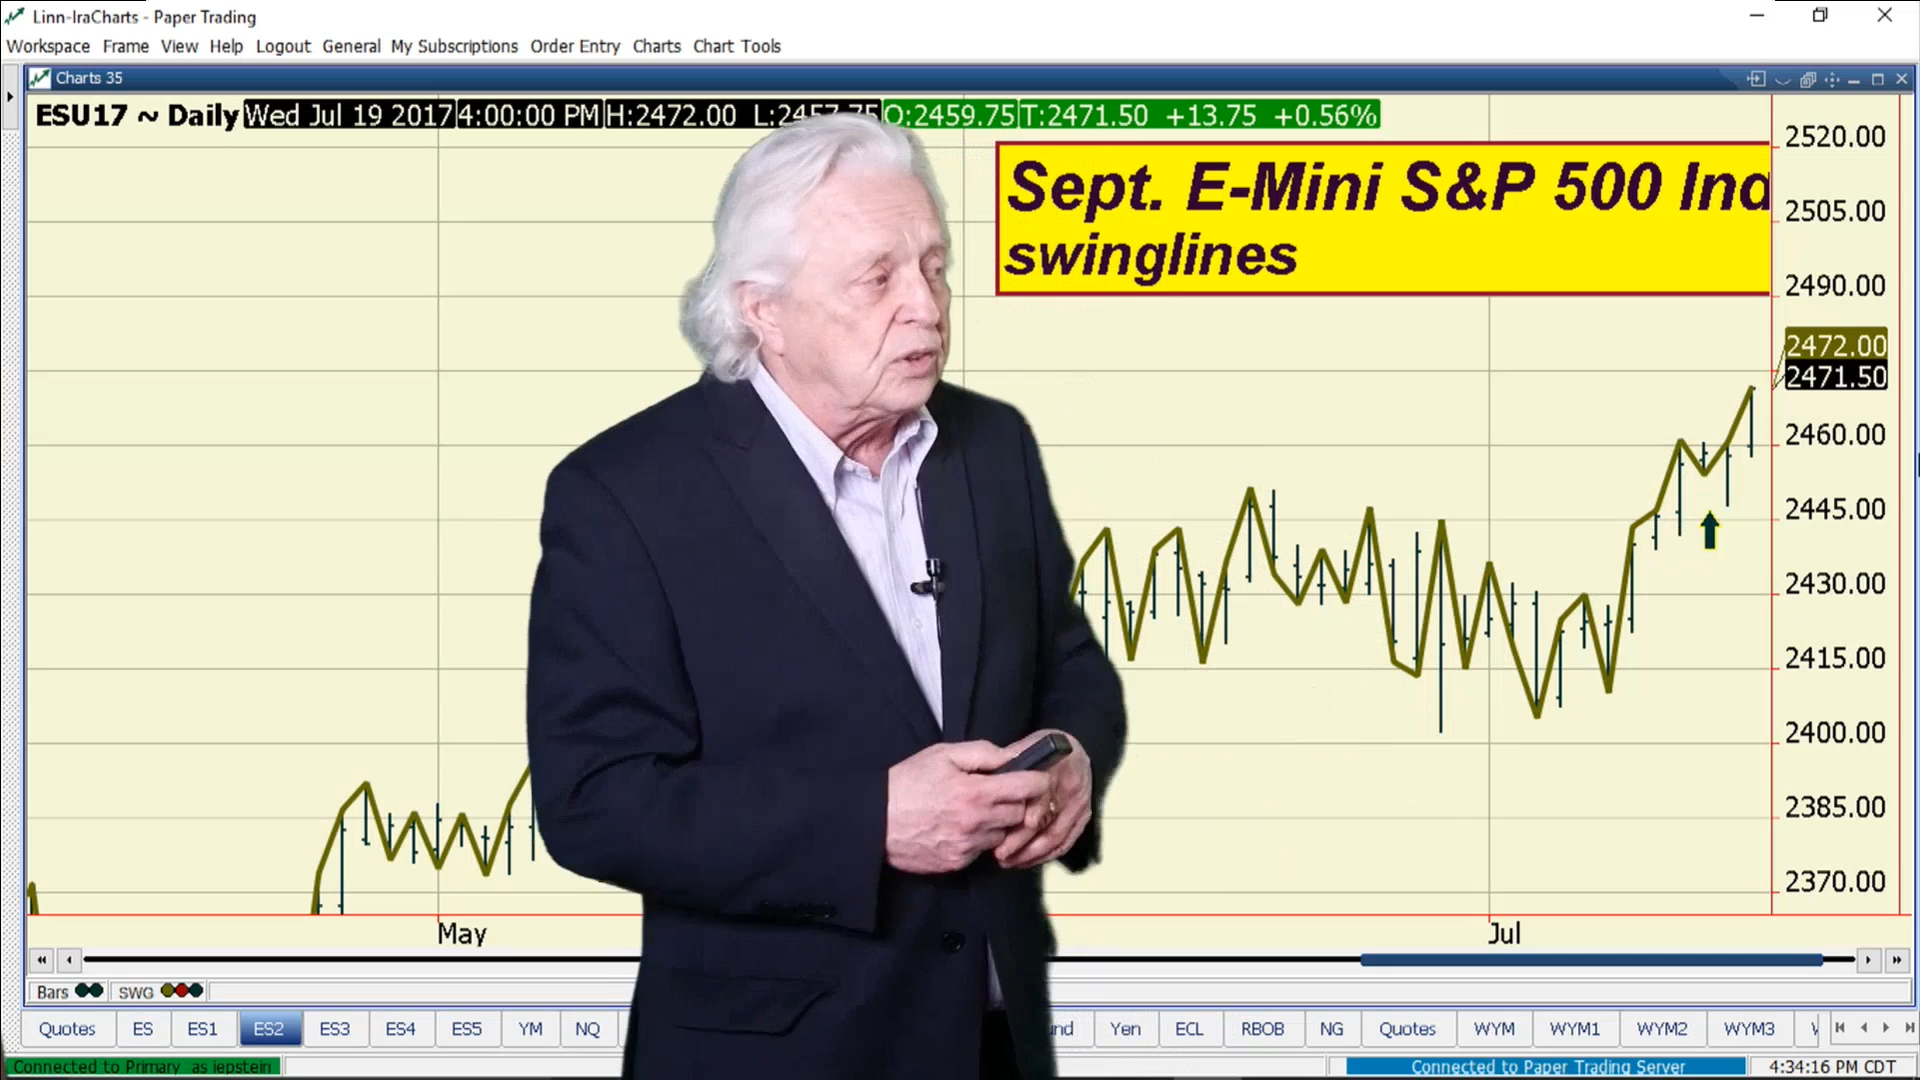 Linn-IraCharts - Paper Trading
Workspace Frame View Help Logout General My Subscriptions Order Entry Charts Chart Tools
Charts 35
ESU17 ~ Daily Wed Jul 19 2017 4:00:00 PM H:2472.00 L:2457.75 O:2459.75 T:2471.50 +13.75 +0.56%
Sept. E-Mini S&P 500 Ind
swinglines
2520.00
2505.00
2490.00
2472.00
2471.50
2460.00
2445.00
2430.00
2415.00
2400.00
2385.00
2370.00
May Jul
Bars SWG
Quotes ES ES1 ES2 ES3 ES4 ES5 YM NQ und Yen ECL RBOB NG Quotes WYM WYM1 WYM2 WYM3
Connected to Primary as iepstein Connected to Paper Trading Server 4:34:16 PM CDT